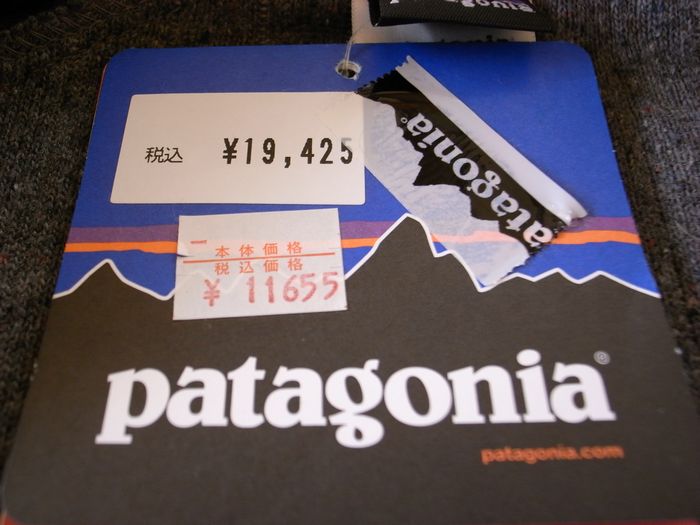 税込 ¥19,425
patagonia®
本体価格
税込価格
¥ 11655
patagonia®
patagonia.com